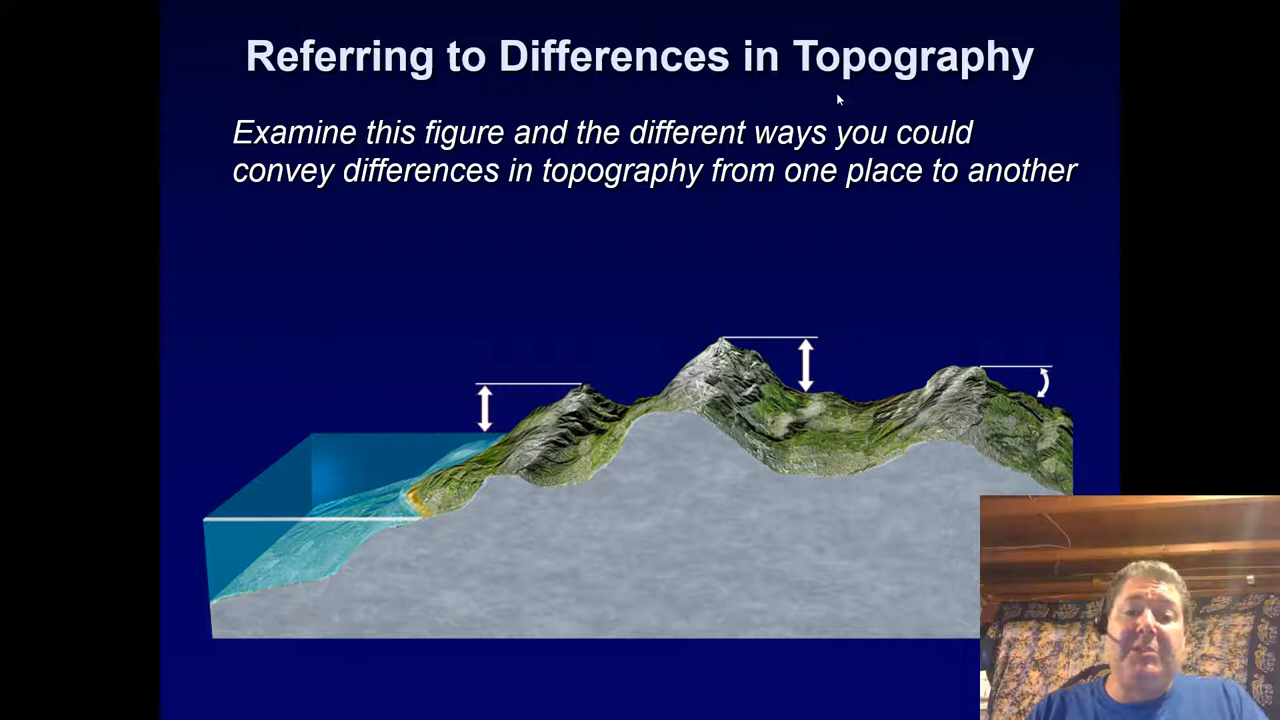 Referring to Differences in Topography
Examine this figure and the different ways you could
convey differences in topography from one place to another